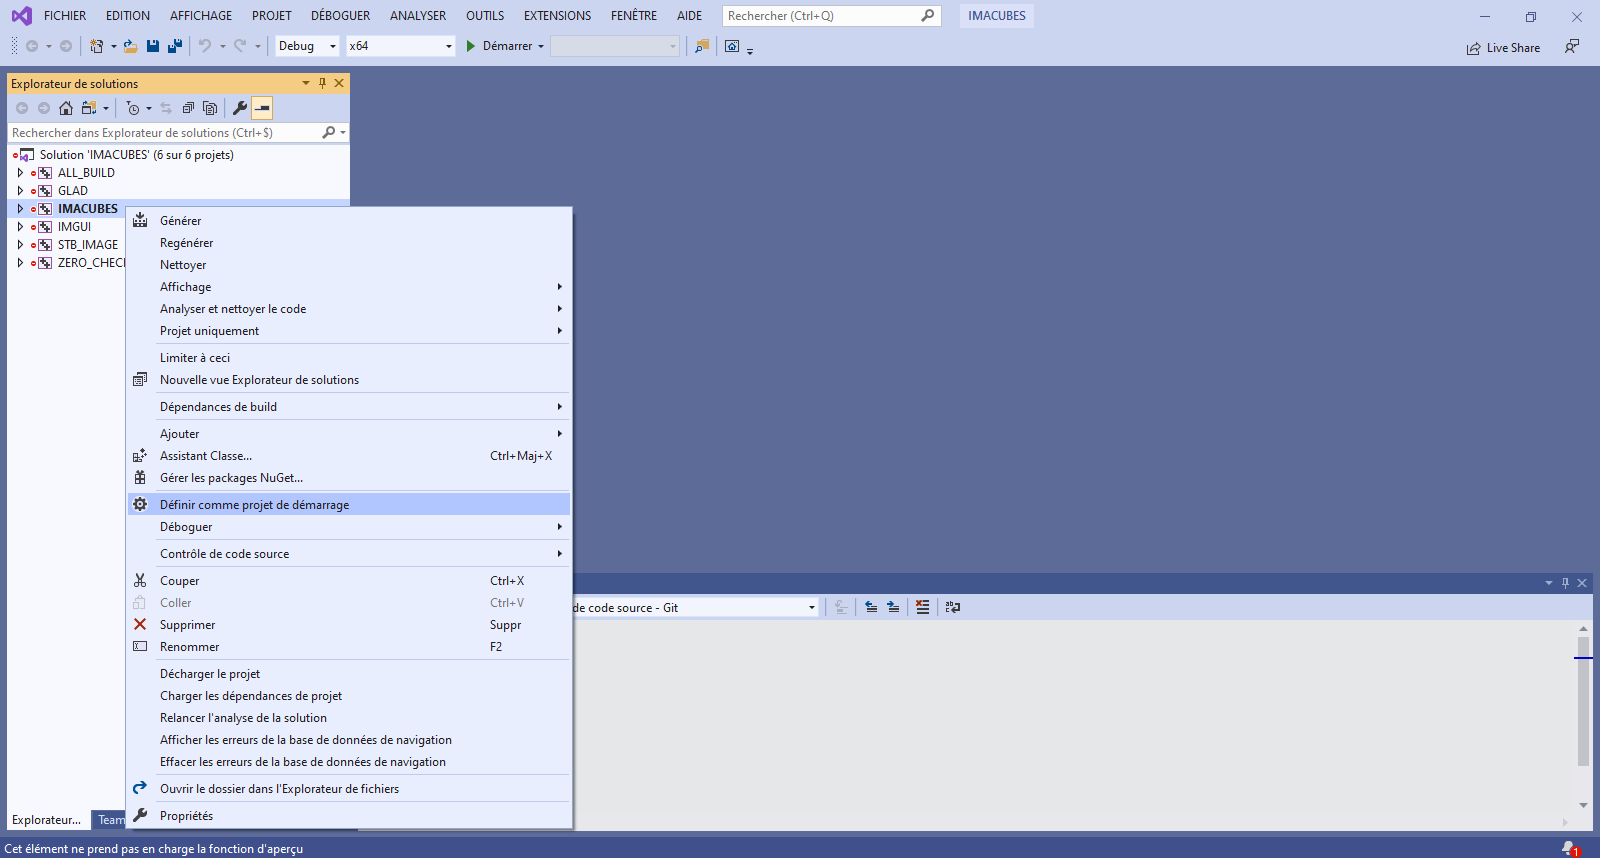 FICHIER EDITION AFFICHAGE PROJET DÉBOGUER ANALYSER OUTILS EXTENSIONS FENÊTRE AIDE Rechercher (Ctrl+Q) IMACUBES
Debug x64 Démarrer Live Share
Explorateur de solutions
Rechercher dans Explorateur de solutions (Ctrl+$)
Solution 'IMACUBES' (6 sur 6 projets)
ALL_BUILD
GLAD
IMACUBES
IMGUI
STB_IMAGE
ZERO_CHEC
Générer
Regénérer
Nettoyer
Affichage
Analyser et nettoyer le code
Projet uniquement
Limiter à ceci
Nouvelle vue Explorateur de solutions
Dépendances de build
Ajouter
Assistant Classe... Ctrl+Maj+X
Gérer les packages NuGet...
Définir comme projet de démarrage
Déboguer
Contrôle de code source
Couper Ctrl+X
Coller Ctrl+V
Supprimer Suppr
Renommer F2
Décharger le projet
Charger les dépendances de projet
Relancer l'analyse de la solution
Afficher les erreurs de la base de données de navigation
Effacer les erreurs de la base de données de navigation
Ouvrir le dossier dans l'Explorateur de fichiers
Propriétés
de code source - Git
Explorateur... Team
Cet élément ne prend pas en charge la fonction d'aperçu 1